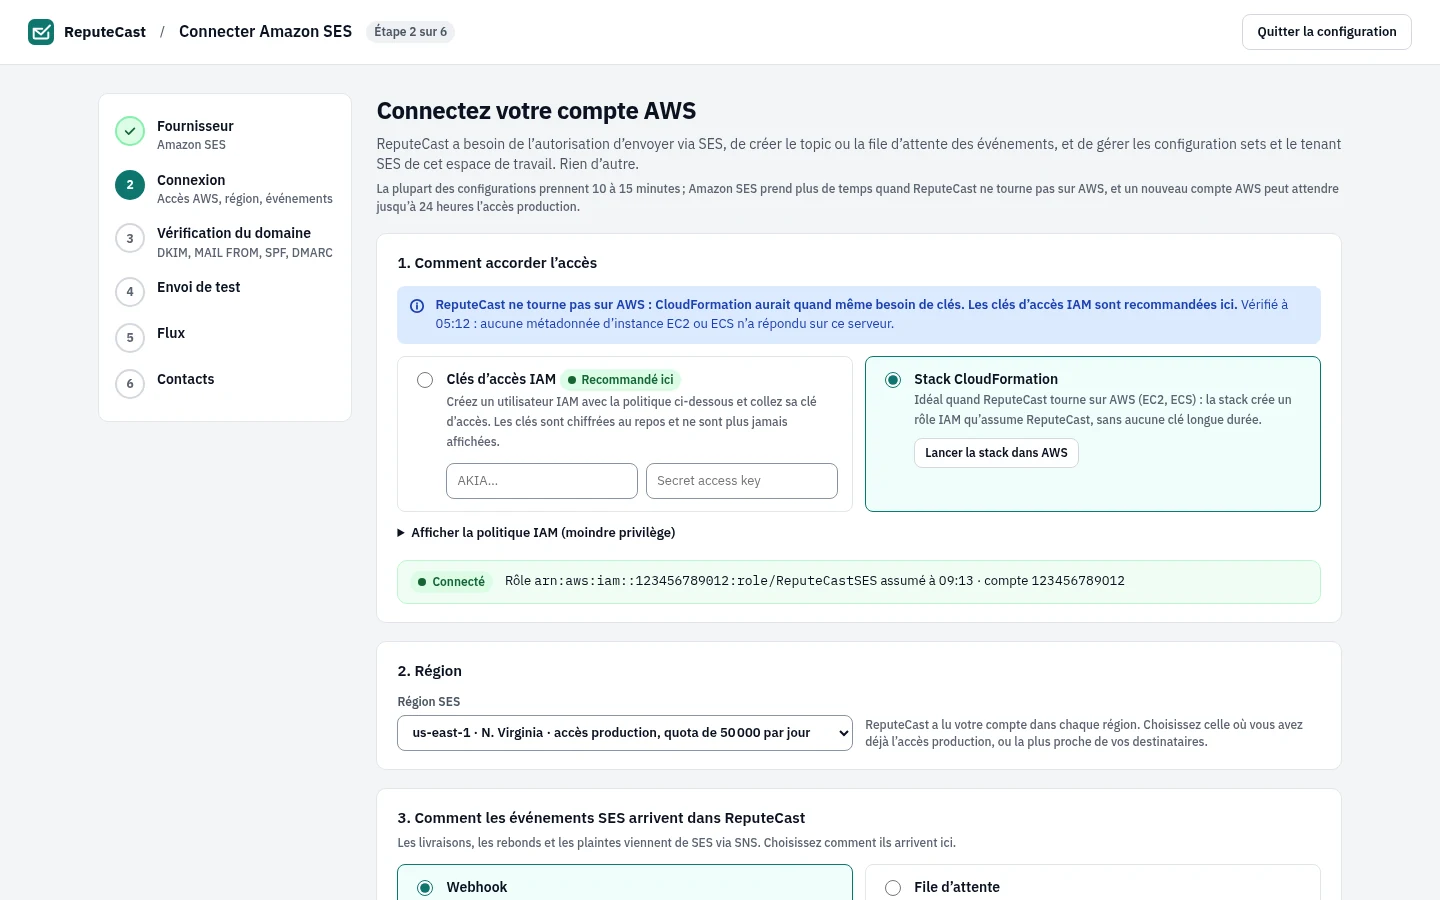 ReputeCast / Connecter Amazon SES Étape 2 sur 6
Quitter la configuration
Fournisseur
Amazon SES
2 Connexion
Accès AWS, région, événements
3 Vérification du domaine
DKIM, MAIL FROM, SPF, DMARC
4 Envoi de test
5 Flux
6 Contacts
Connectez votre compte AWS
ReputeCast a besoin de l’autorisation d’envoyer via SES, de créer le topic ou la file d’attente des événements, et de gérer les configuration sets et le tenant
SES de cet espace de travail. Rien d’autre.
La plupart des configurations prennent 10 à 15 minutes ; Amazon SES prend plus de temps quand ReputeCast ne tourne pas sur AWS, et un nouveau compte AWS peut attendre
jusqu’à 24 heures l’accès production.
1. Comment accorder l’accès
ReputeCast ne tourne pas sur AWS : CloudFormation aurait quand même besoin de clés. Les clés d’accès IAM sont recommandées ici. Vérifié à
05:12 : aucune métadonnée d’instance EC2 ou ECS n’a répondu sur ce serveur.
Clés d’accès IAM Recommandé ici
Créez un utilisateur IAM avec la politique ci-dessous et collez sa clé
d’accès. Les clés sont chiffrées au repos et ne sont plus jamais
affichées.
AKIA… Secret access key
Stack CloudFormation
Idéal quand ReputeCast tourne sur AWS (EC2, ECS) : la stack crée un
rôle IAM qu’assume ReputeCast, sans aucune clé longue durée.
Lancer la stack dans AWS
Afficher la politique IAM (moindre privilège)
Connecté Rôle arn:aws:iam::123456789012:role/ReputeCastSES assumé à 09:13 · compte 123456789012
2. Région
Région SES
us-east-1 · N. Virginia · accès production, quota de 50 000 par jour
ReputeCast a lu votre compte dans chaque région. Choisissez celle où vous avez
déjà l’accès production, ou la plus proche de vos destinataires.
3. Comment les événements SES arrivent dans ReputeCast
Les livraisons, les rebonds et les plaintes viennent de SES via SNS. Choisissez comment ils arrivent ici.
Webhook
File d’attente